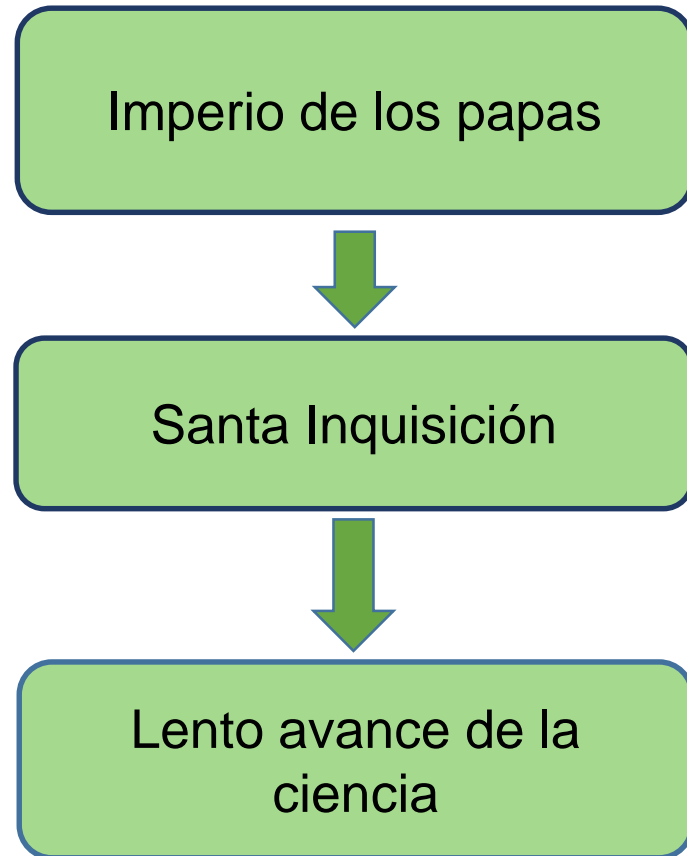 Imperio de los papas
Santa Inquisición
Lento avance de la
ciencia